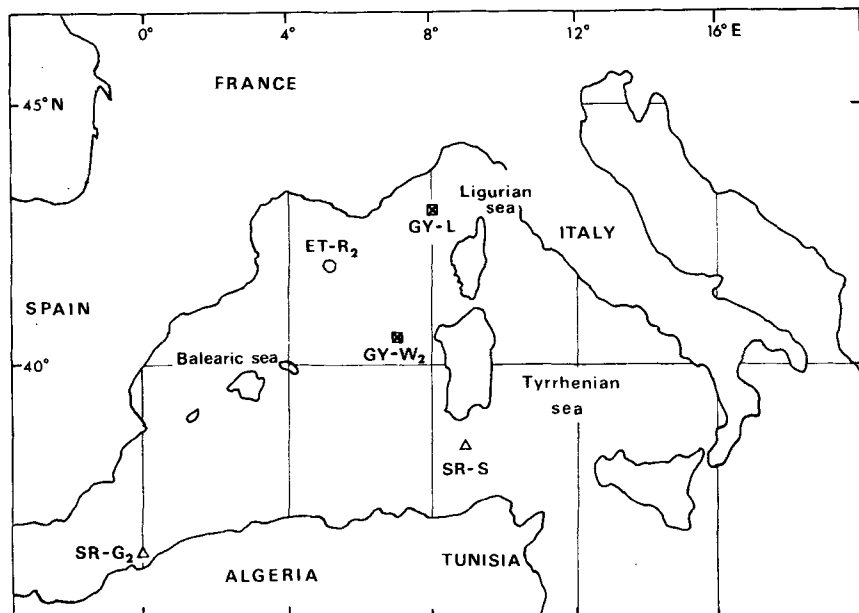 0° 4° 8° 12° 16°E
FRANCE
45°N
Ligurian
sea
GY-L
ET-R₂
ITALY
SPAIN
Balearic sea
GY-W₂
40°
Tyrrhenian
sea
SR-S
SR-G₂
ALGERIA
TUNISIA